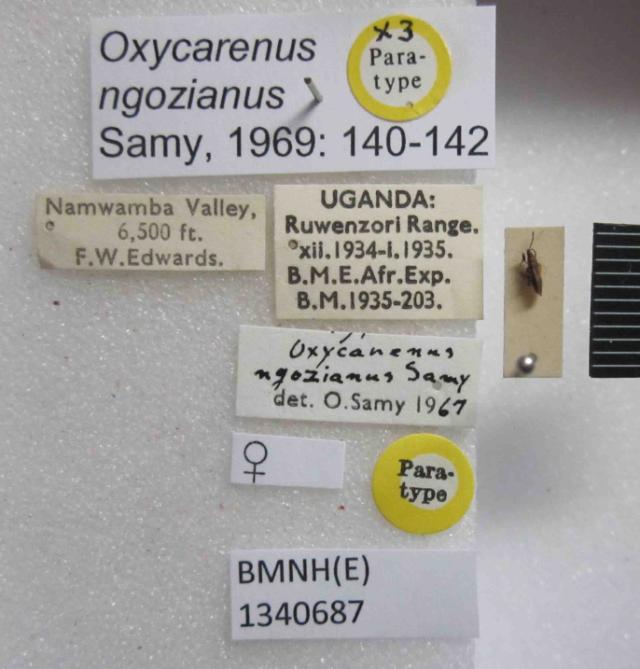 Oxycarenus
ngozianus
Samy, 1969: 140-142
x3
Para-
type
Namwamba Valley,
6,500 ft.
F.W.Edwards.
UGANDA:
Ruwenzori Range.
xii.1934-i.1935.
B.M.E.Afr.Exp.
B.M.1935-203.
Oxycarenus
ngozianus Samy
det. O.Samy 1967
♀
Para-
type
BMNH(E)
1340687